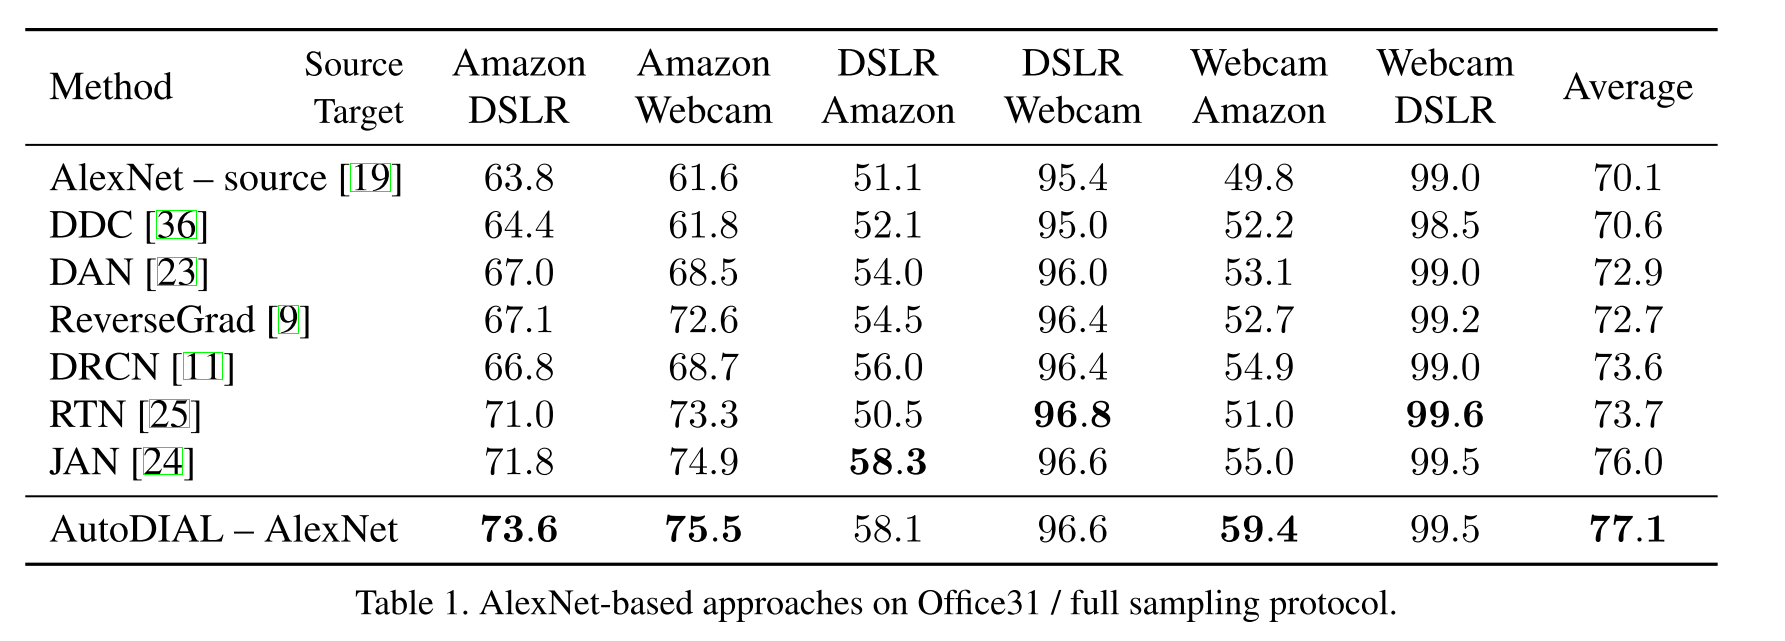 Method Source Amazon Amazon DSLR DSLR Webcam Webcam Average
Target DSLR Webcam Amazon Webcam Amazon DSLR
AlexNet – source [19] 63.8 61.6 51.1 95.4 49.8 99.0 70.1
DDC [36] 64.4 61.8 52.1 95.0 52.2 98.5 70.6
DAN [23] 67.0 68.5 54.0 96.0 53.1 99.0 72.9
ReverseGrad [9] 67.1 72.6 54.5 96.4 52.7 99.2 72.7
DRCN [11] 66.8 68.7 56.0 96.4 54.9 99.0 73.6
RTN [25] 71.0 73.3 50.5 96.8 51.0 99.6 73.7
JAN [24] 71.8 74.9 58.3 96.6 55.0 99.5 76.0
AutoDIAL – AlexNet 73.6 75.5 58.1 96.6 59.4 99.5 77.1
Table 1. AlexNet-based approaches on Office31 / full sampling protocol.